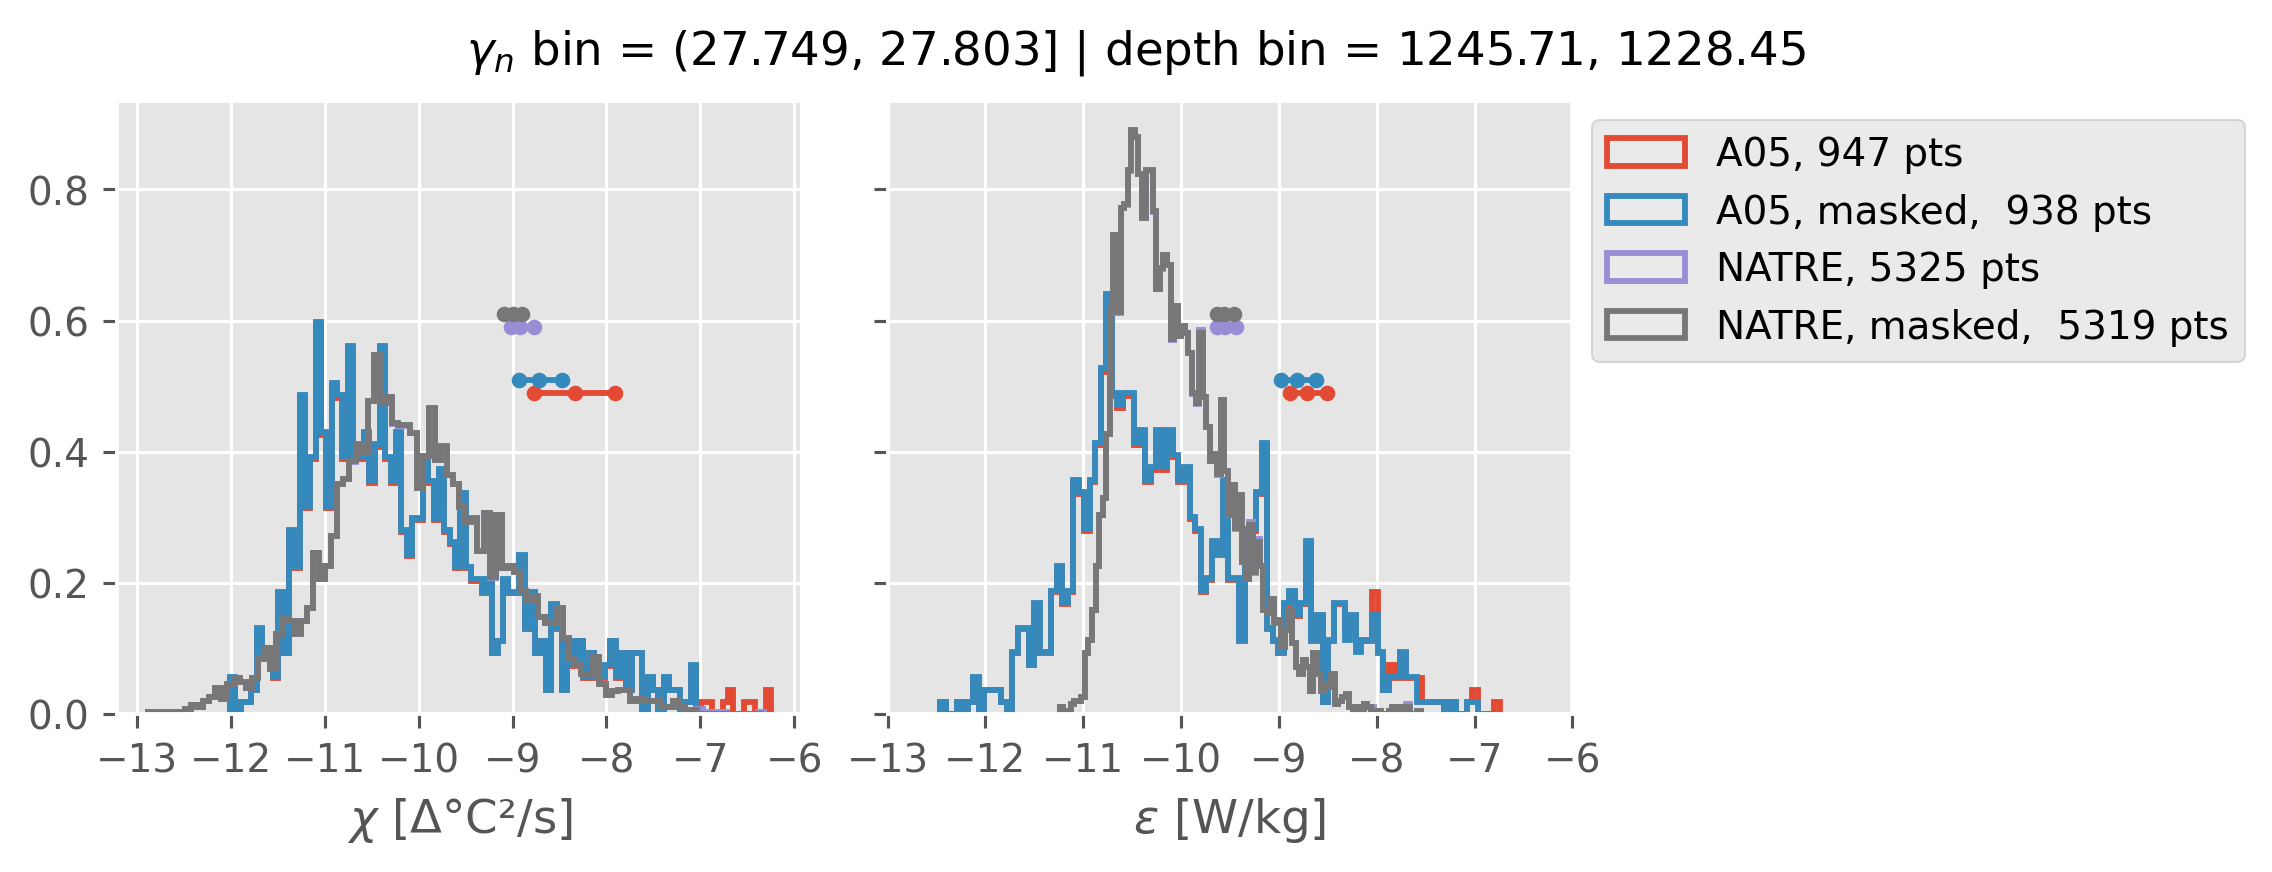 γn bin = (27.749, 27.803] | depth bin = 1245.71, 1228.45
0.8
0.6
0.4
0.2
0.0
−13 −12 −11 −10 −9 −8 −7 −6
χ [Δ°C²/s]
−13 −12 −11 −10 −9 −8 −7 −6
ε [W/kg]
A05, 947 pts
A05, masked,  938 pts
NATRE, 5325 pts
NATRE, masked,  5319 pts